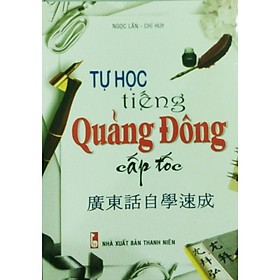 NGỌC LÂN - CHÍ HUY
TỰ HỌC
tiếng
Quảng Đông
cấp tốc
廣東話自學速成
NHÀ XUẤT BẢN THANH NIÊN